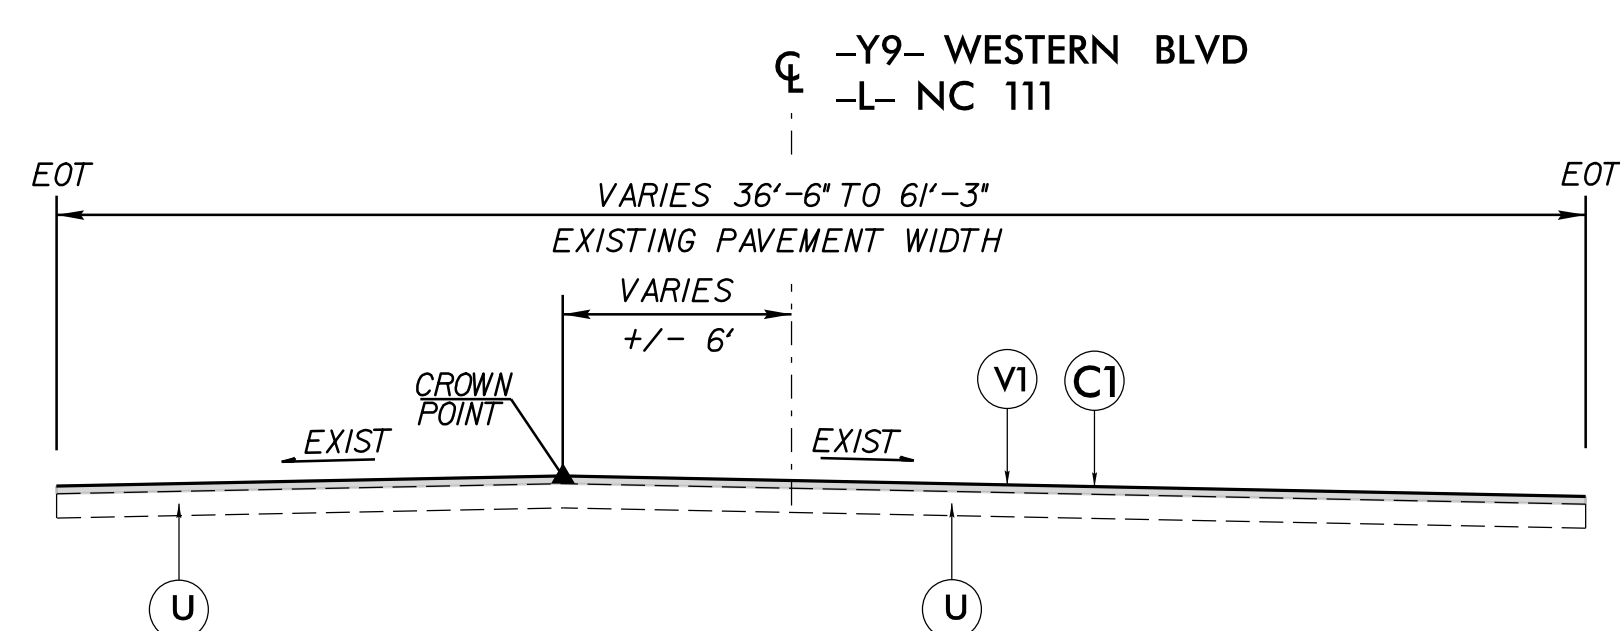 ℄ –Y9– WESTERN BLVD
–L– NC 111
EOT
EOT
VARIES 36'-6" TO 61'-3"
EXISTING PAVEMENT WIDTH
VARIES
+/- 6'
CROWN
POINT
V1
C1
EXIST
EXIST
U
U